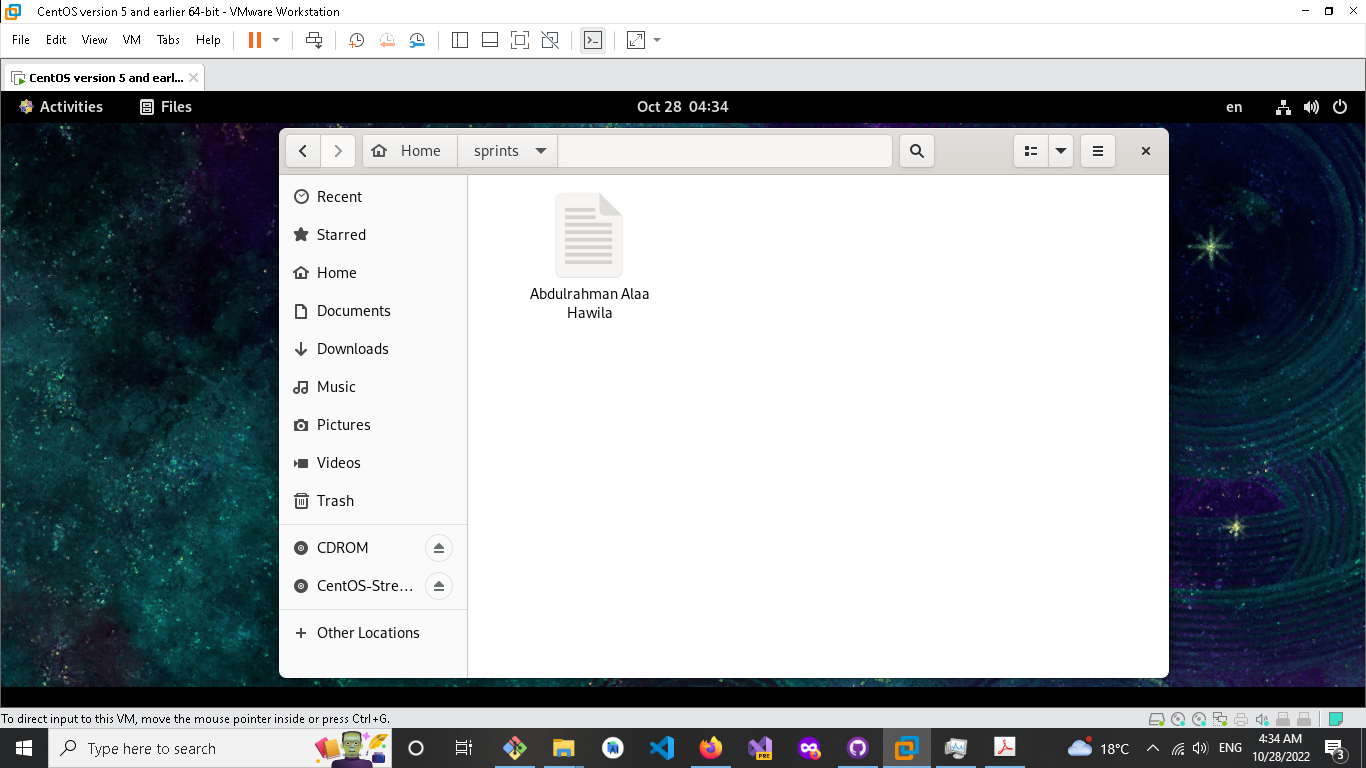 CentOS version 5 and earlier 64-bit - VMware Workstation
File Edit View VM Tabs Help
CentOS version 5 and earl...
Activities Files Oct 28 04:34 en
Home sprints
Recent
Starred
Home
Documents
Downloads
Music
Pictures
Videos
Trash
CDROM
CentOS-Stre...
Other Locations
Abdulrahman Alaa
Hawila
To direct input to this VM, move the mouse pointer inside or press Ctrl+G.
Type here to search
PRE
18°C
ENG
4:34 AM
10/28/2022
3